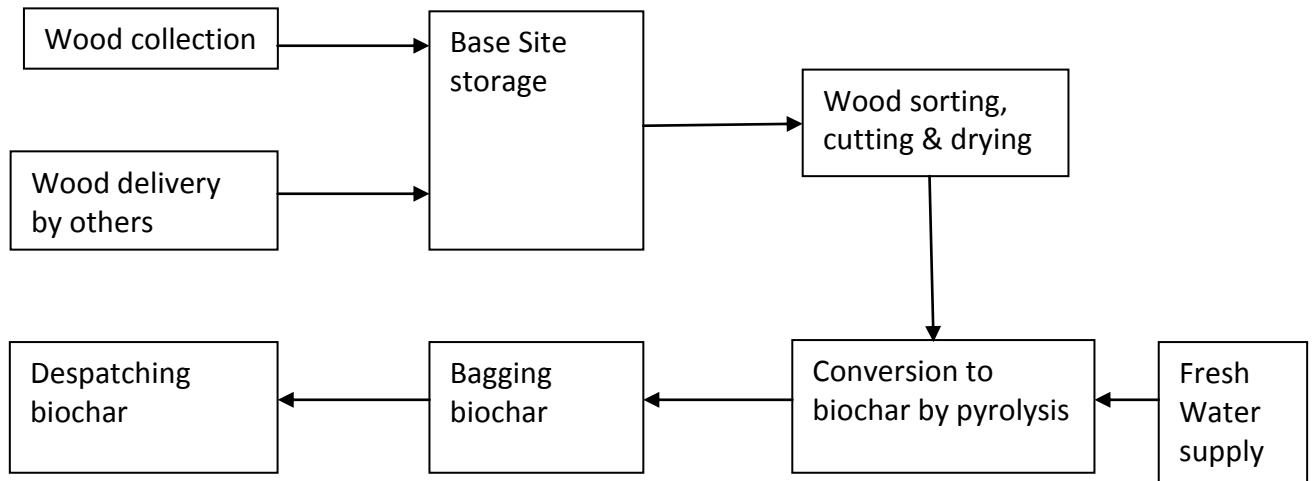 Wood collection
Base Site
storage
Wood sorting,
cutting & drying
Wood delivery
by others
Despatching
biochar
Bagging
biochar
Conversion to
biochar by pyrolysis
Fresh
Water
supply